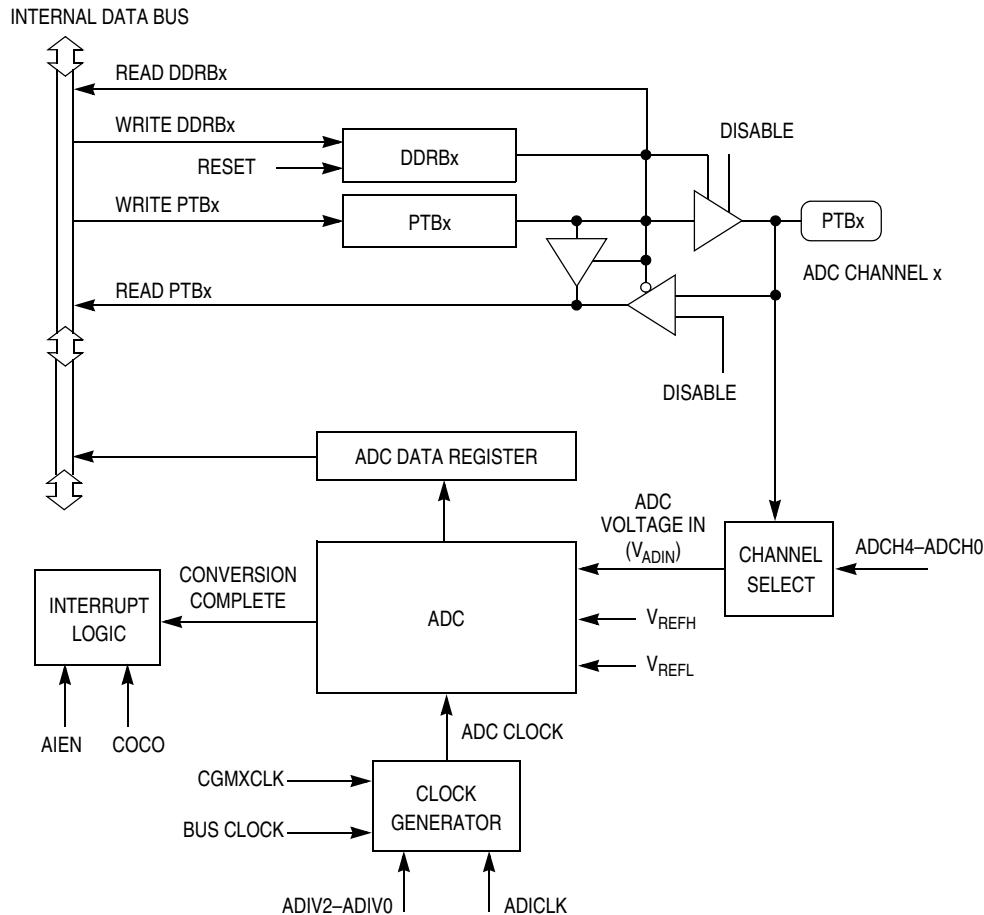 INTERNAL DATA BUS
READ DDRBx
WRITE DDRBx
DISABLE
DDRBx
RESET
WRITE PTBx
PTBx
PTBx
ADC CHANNEL x
READ PTBx
DISABLE
ADC DATA REGISTER
ADC
VOLTAGE IN
(VADIN)
CHANNEL
SELECT
ADCH4–ADCH0
CONVERSION
COMPLETE
INTERRUPT
LOGIC
ADC
VREFH
VREFL
AIEN
COCO
ADC CLOCK
CGMXCLK
CLOCK
GENERATOR
BUS CLOCK
ADIV2–ADIV0
ADICLK